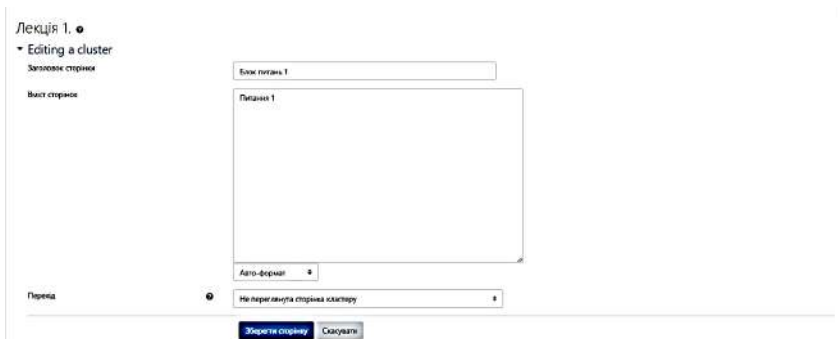 Лекція 1.
Editing a cluster
Заголовок сторінки
Блок питань 1
Вміст сторінок
Питання 1
Авто-формат
Перехід
Не переглянута сторінка кластеру
Зберегти сторінку
Скасувати